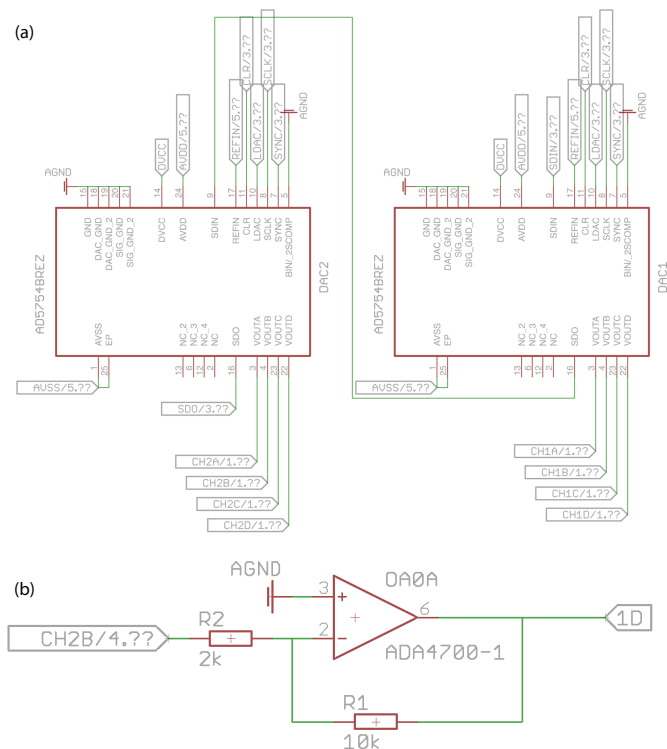 (a)
CLR/3.??
SCLK/3.??
REFIN/5.??
LDAC/3.??
SYNC/3.??
AGND
DVCC
AVDD/5.??
AGND
15 18 19 20 21 14 24 9 17 11 10 8 7 5
GND
DAC_GND
DAC_GND_2
SIG_GND
SIG_GND_2
DVCC
AVDD
SDIN
REFIN
CLR
LDAC
SCLK
SYNC
BIN/_2SCOMP
AD5754BREZ
DAC2
AVSS
EP
NC_2
NC_3
NC_4
NC
SDO
VOUTA
VOUTB
VOUTC
VOUTD
1 25 13 6 12 2 16 3 4 23 22
AVSS/5.??
SDO/3.??
CH2A/1.??
CH2B/1.??
CH2C/1.??
CH2D/1.??
CLR/3.??
SCLK/3.??
REFIN/5.??
LDAC/3.??
SYNC/3.??
AGND
DVCC
AVDD/5.??
SDIN/3.??
AGND
15 18 19 20 21 14 24 9 17 11 10 8 7 5
GND
DAC_GND
DAC_GND_2
SIG_GND
SIG_GND_2
DVCC
AVDD
SDIN
REFIN
CLR
LDAC
SCLK
SYNC
BIN/_2SCOMP
AD5754BREZ
DAC1
AVSS
EP
NC_2
NC_3
NC_4
NC
SDO
VOUTA
VOUTB
VOUTC
VOUTD
1 25 13 6 12 2 16 3 4 23 22
AVSS/5.??
CH1A/1.??
CH1B/1.??
CH1C/1.??
CH1D/1.??
(b)
AGND
OA0A
3
+
6
1D
CH2B/4.??
R2
2k
2
-
ADA4700-1
R1
10k